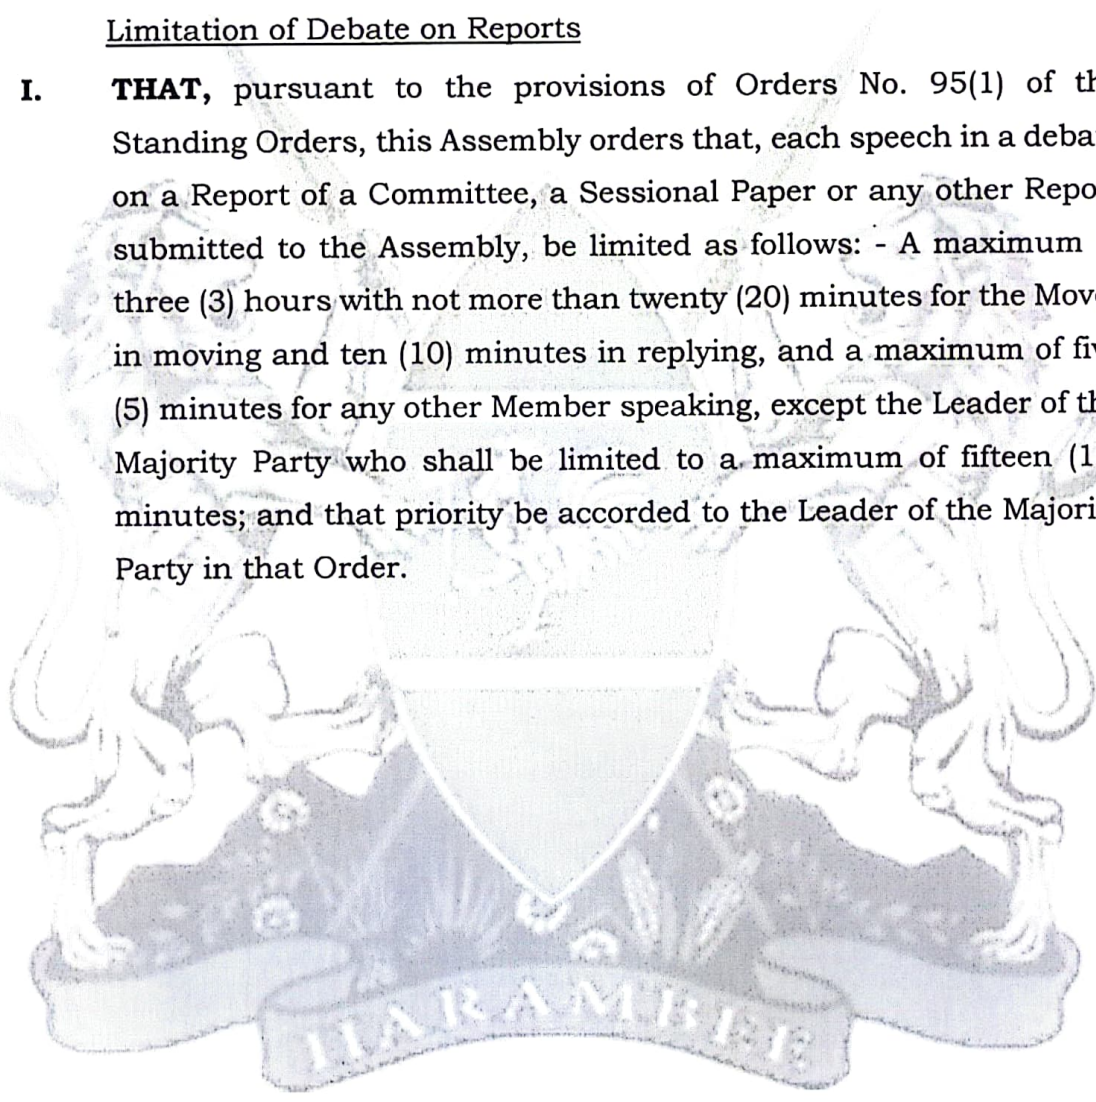 Limitation of Debate on Reports
I. THAT, pursuant to the provisions of Orders No. 95(1) of th
Standing Orders, this Assembly orders that, each speech in a deba
on a Report of a Committee, a Sessional Paper or any other Repo
submitted to the Assembly, be limited as follows: - A maximum
three (3) hours with not more than twenty (20) minutes for the Mov
in moving and ten (10) minutes in replying, and a maximum of fiv
(5) minutes for any other Member speaking, except the Leader of th
Majority Party who shall be limited to a maximum of fifteen (1
minutes; and that priority be accorded to the Leader of the Majori
Party in that Order.
HARAMBEE